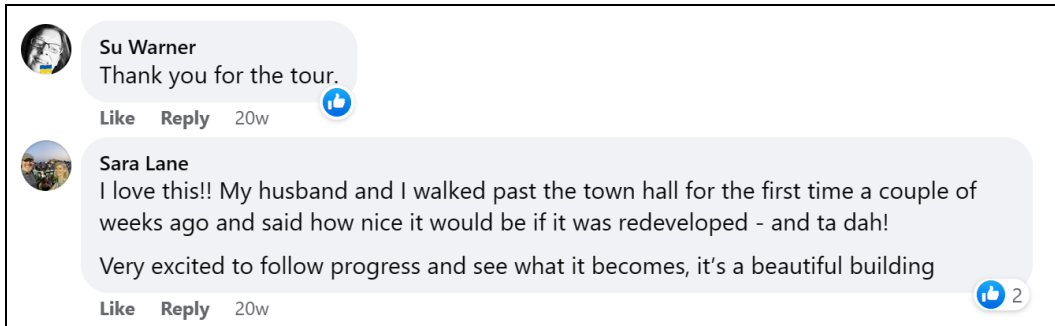 Su Warner
Thank you for the tour.
Like Reply 20w
Sara Lane
I love this!! My husband and I walked past the town hall for the first time a couple of
weeks ago and said how nice it would be if it was redeveloped - and ta dah!
Very excited to follow progress and see what it becomes, it's a beautiful building
2
Like Reply 20w